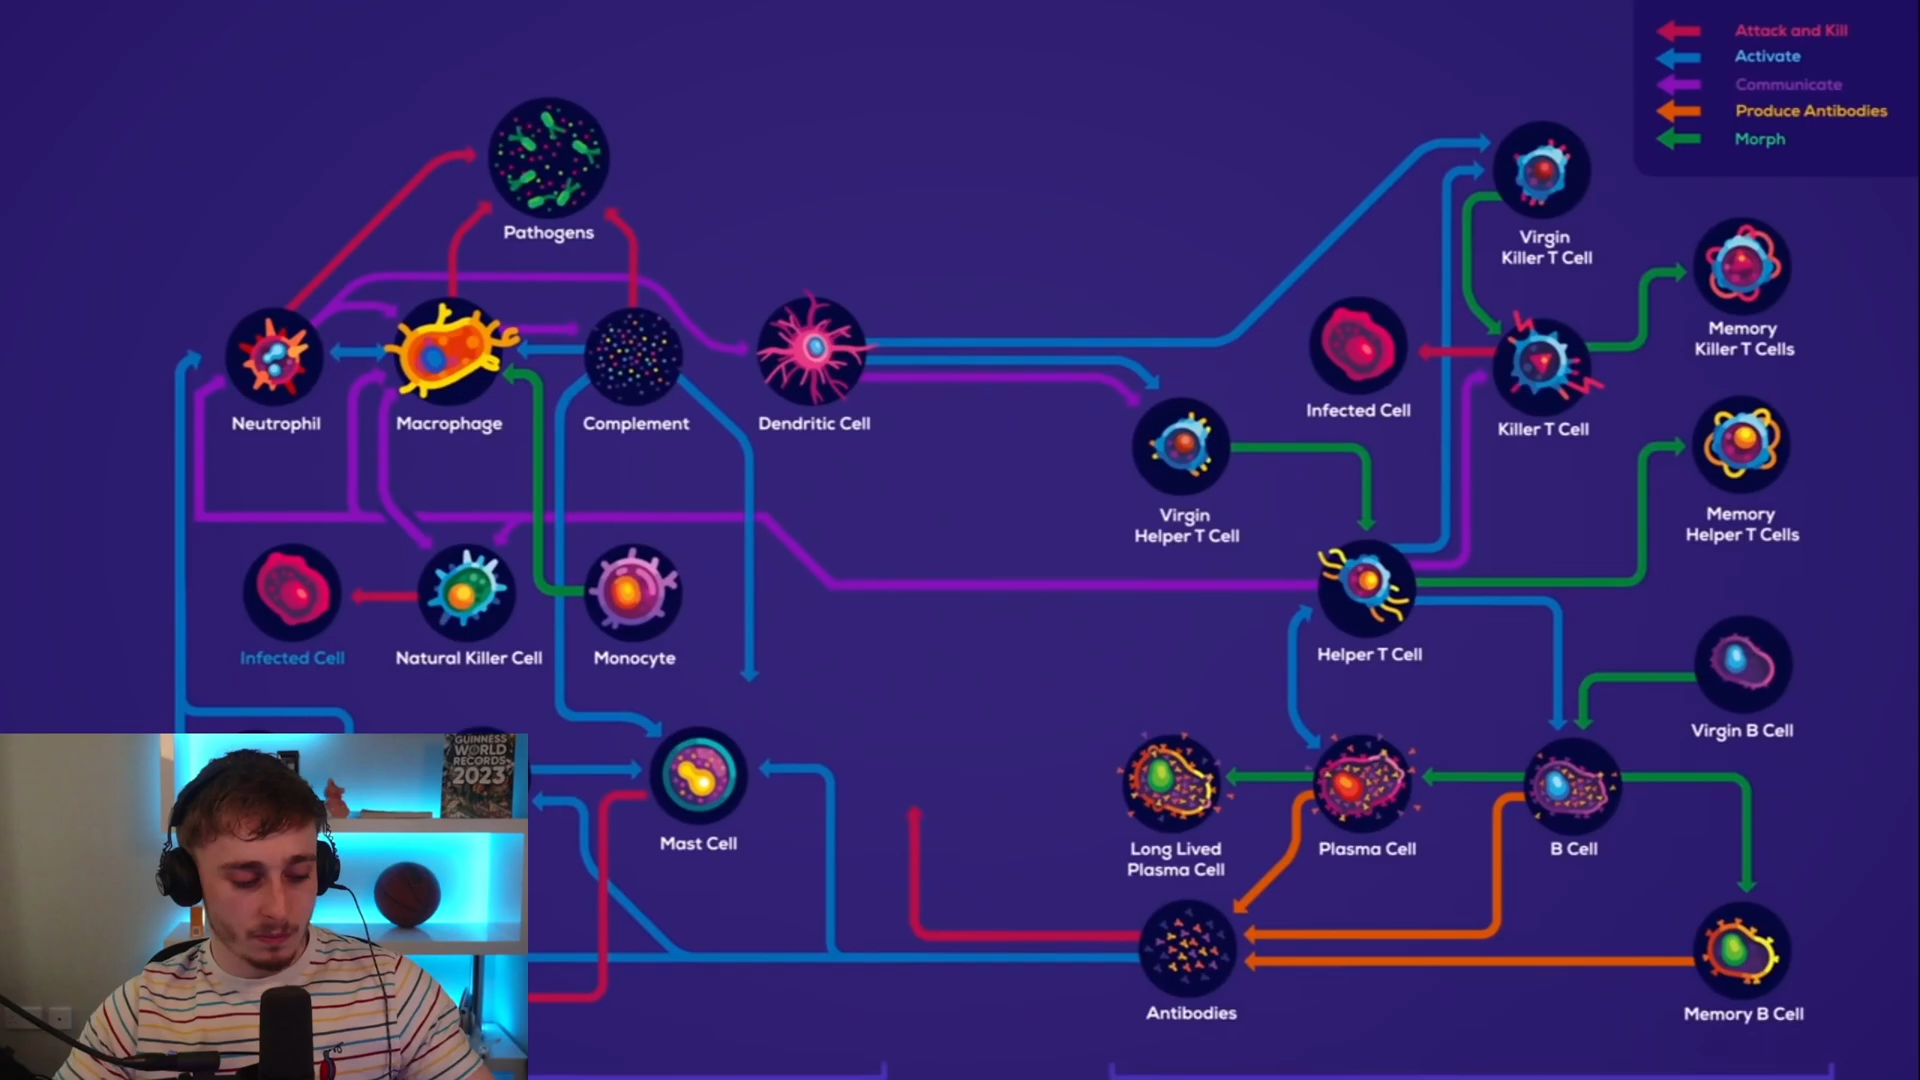 Attack and Kill
Activate
Communicate
Produce Antibodies
Morph
Pathogens
Virgin
Killer T Cell
Memory
Killer T Cells
Neutrophil
Macrophage
Complement
Dendritic Cell
Infected Cell
Killer T Cell
Virgin
Helper T Cell
Memory
Helper T Cells
Infected Cell
Natural Killer Cell
Monocyte
Helper T Cell
Virgin B Cell
Mast Cell
Long Lived
Plasma Cell
Plasma Cell
B Cell
Antibodies
Memory B Cell
GUINNESS
WORLD
RECORDS
2023